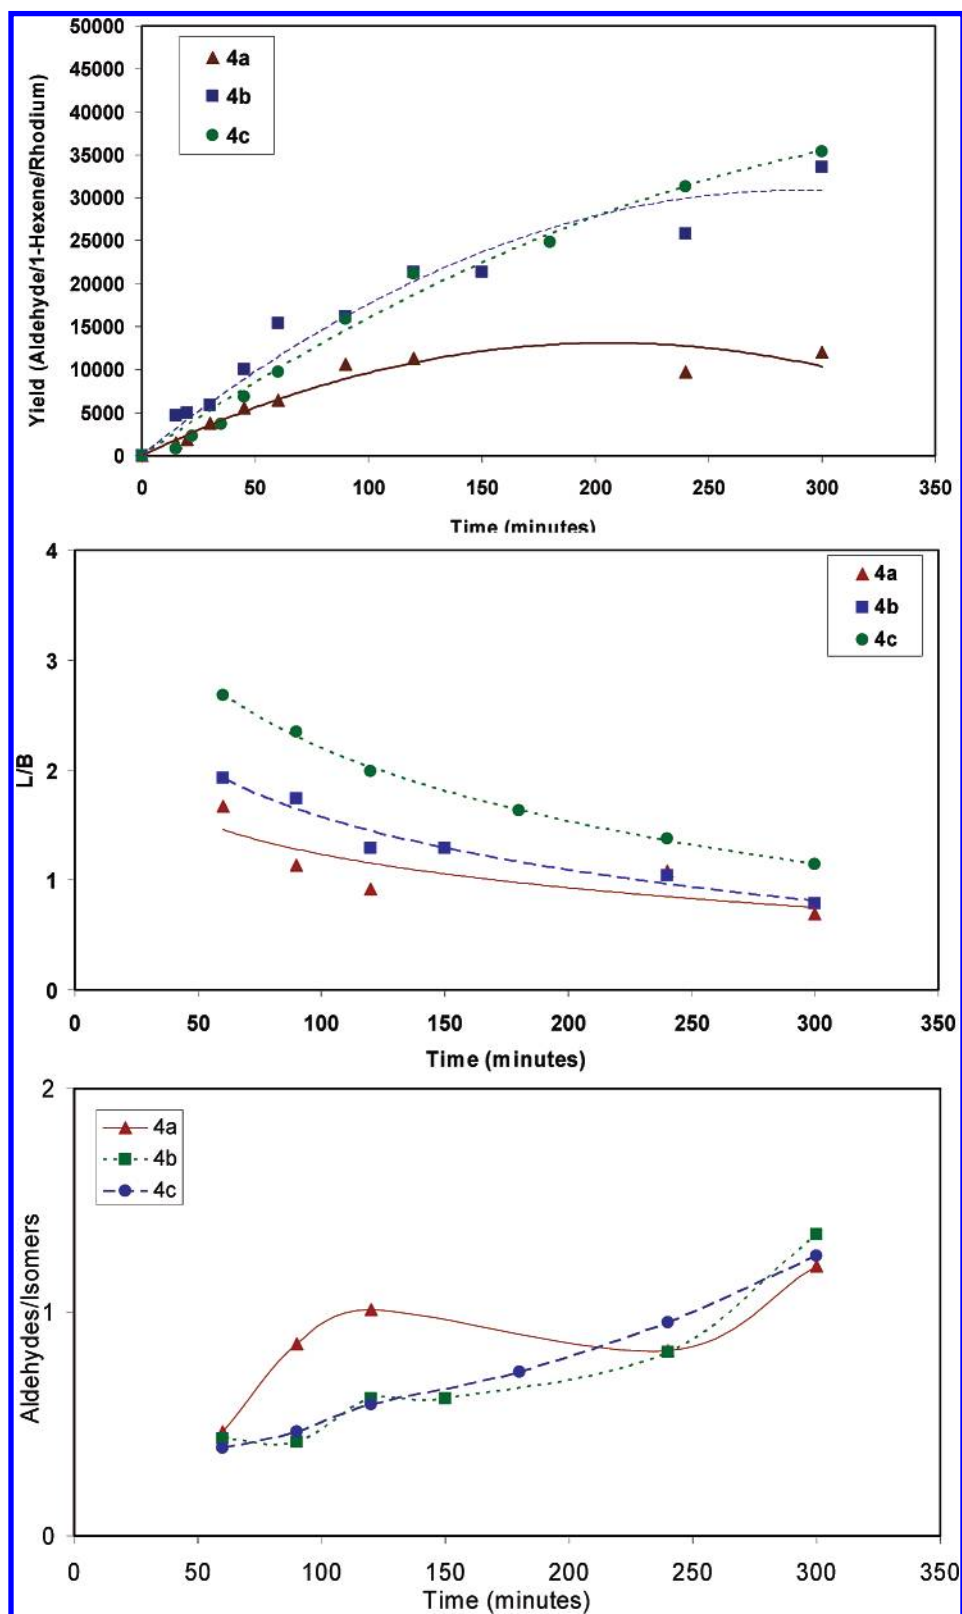 50000
45000
40000
35000
30000
25000
20000
15000
10000
5000
0
Yield (Aldehyde/1-Hexene/Rhodium)
4a
4b
4c
0 50 100 150 200 250 300 350
Time (minutes)
4
3
2
1
0
L/B
4a
4b
4c
0 50 100 150 200 250 300 350
Time (minutes)
2
1
0
Aldehydes/Isomers
4a
4b
4c
0 50 100 150 200 250 300 350
Time (minutes)